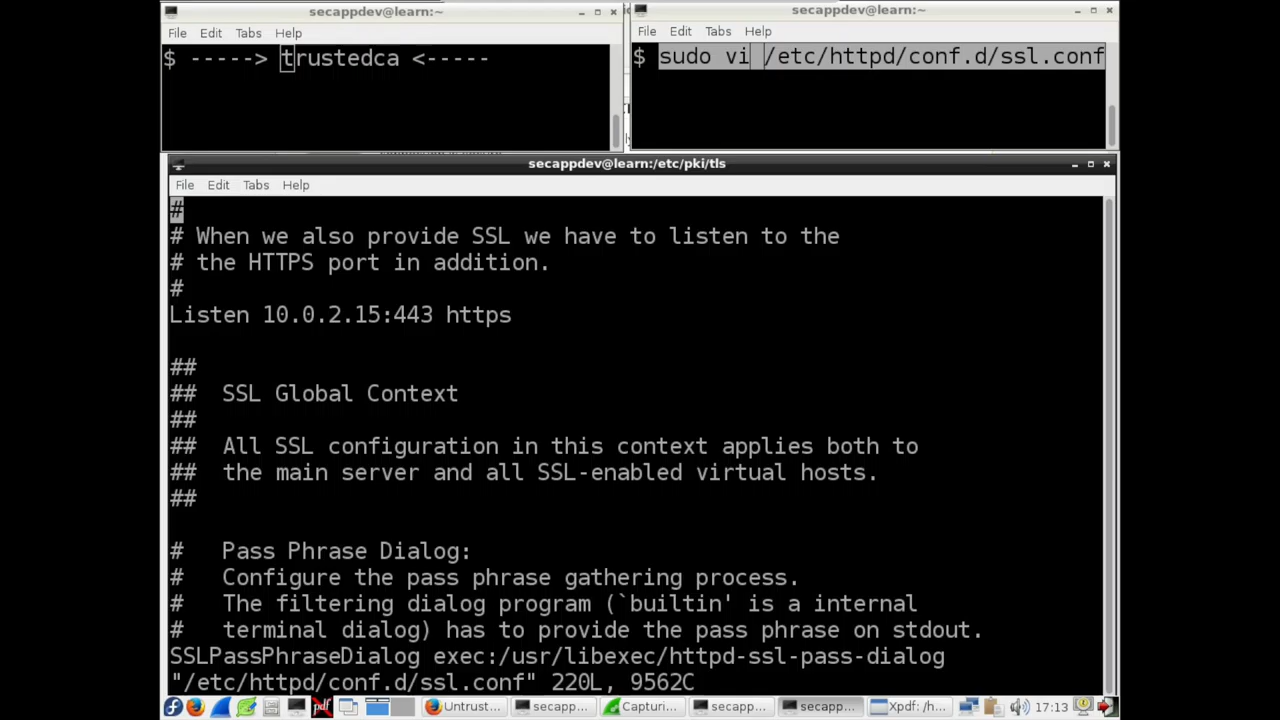 secappdev@learn:~
File Edit Tabs Help
$ -----> trustedca <-----
secappdev@learn:~
File Edit Tabs Help
$ sudo vi /etc/httpd/conf.d/ssl.conf
secappdev@learn:/etc/pki/tls
File Edit Tabs Help
#
# When we also provide SSL we have to listen to the
# the HTTPS port in addition.
#
Listen 10.0.2.15:443 https
##
##  SSL Global Context
##
##  All SSL configuration in this context applies both to
##  the main server and all SSL-enabled virtual hosts.
##
#   Pass Phrase Dialog:
#   Configure the pass phrase gathering process.
#   The filtering dialog program (`builtin' is a internal
#   terminal dialog) has to provide the pass phrase on stdout.
SSLPassPhraseDialog exec:/usr/libexec/httpd-ssl-pass-dialog
"/etc/httpd/conf.d/ssl.conf" 220L, 9562C
pdf Untrust... secapp... Capturi... secapp... secapp... Xpdf: /h... 17:13